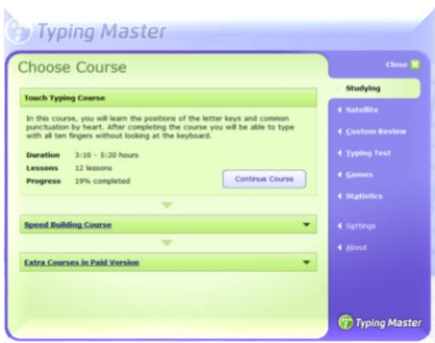 Typing Master
Choose Course
Close
Touch Typing Course
In this course, you will learn the positions of the letter keys and common
punctuation by heart. After completing the course you will be able to type
with all ten fingers without looking at the keyboard.
Duration 3:10 - 5:20 hours
Lessons 12 lessons
Progress 19% completed
Continue Course
Speed Building Course
Extra Courses in Paid Version
Studying
Satellite
Custom Review
Typing Test
Games
Statistics
Settings
About
Typing Master